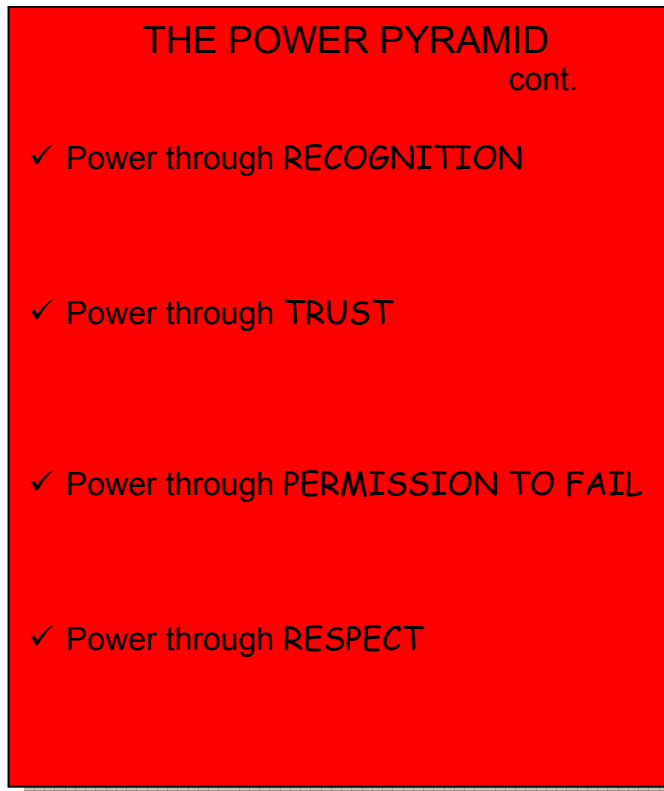 THE POWER PYRAMID
cont.
✓ Power through RECOGNITION
✓ Power through TRUST
✓ Power through PERMISSION TO FAIL
✓ Power through RESPECT